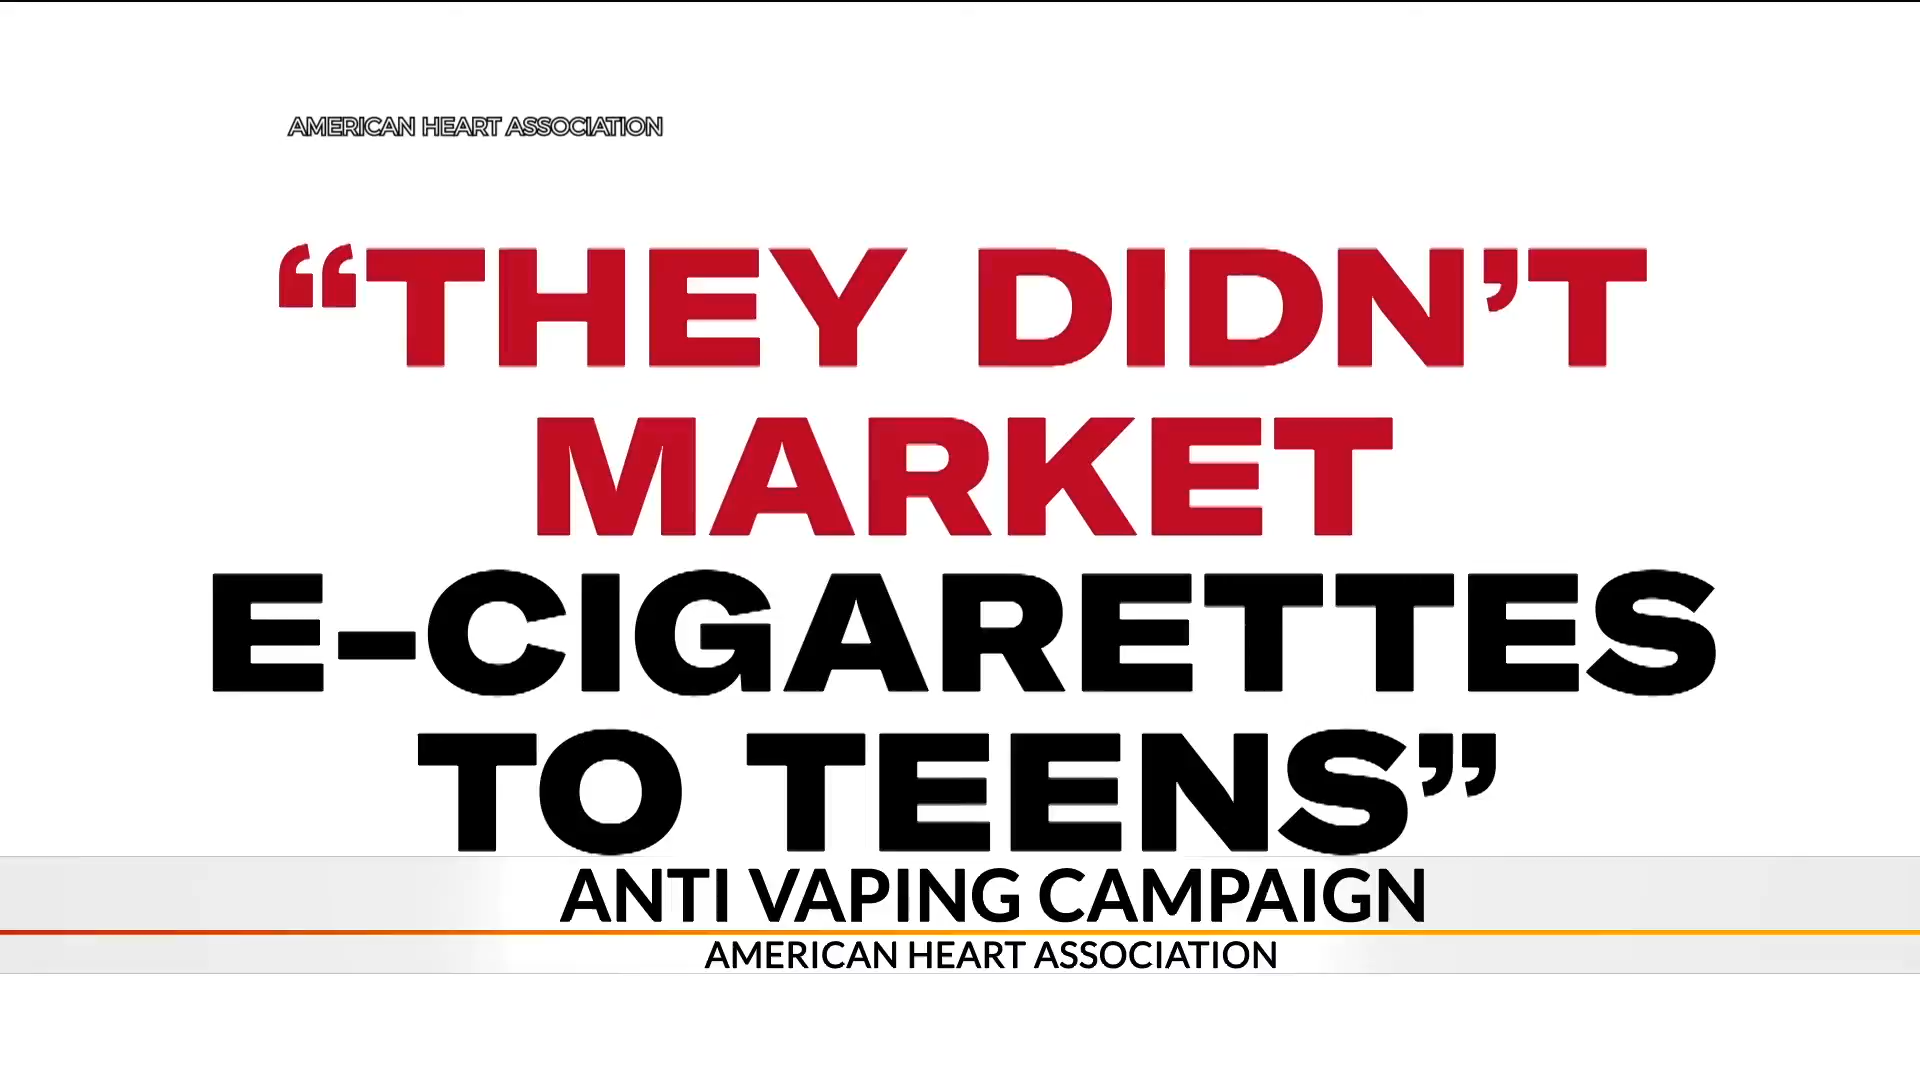 AMERICAN HEART ASSOCIATION
“THEY DIDN’T
MARKET
E-CIGARETTES
TO TEENS”
ANTI VAPING CAMPAIGN
AMERICAN HEART ASSOCIATION